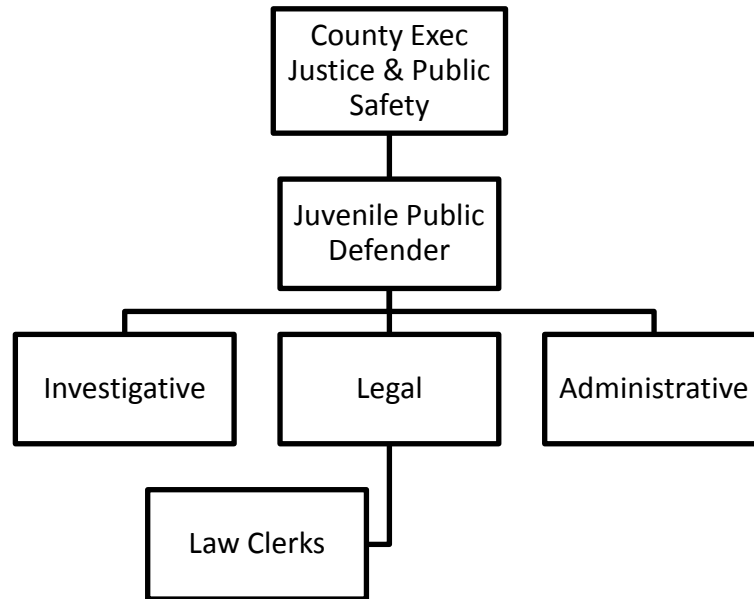 County Exec
Justice & Public
Safety
Juvenile Public
Defender
Investigative
Legal
Administrative
Law Clerks